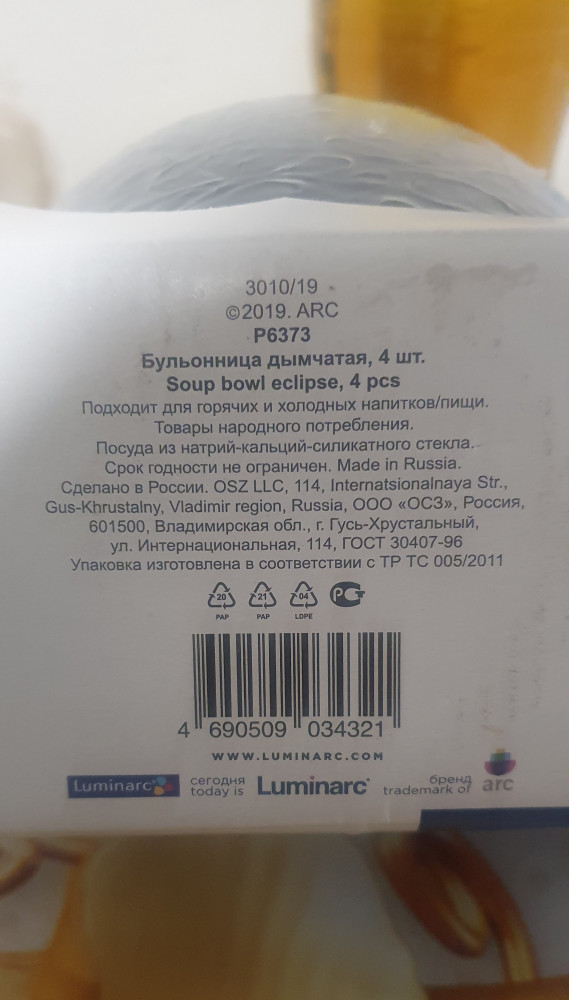 3010/19
©2019. ARC
P6373
Бульонница дымчатая, 4 шт.
Soup bowl eclipse, 4 pcs
Подходит для горячих и холодных напитков/пищи.
Товары народного потребления.
Посуда из натрий-кальций-силикатного стекла.
Срок годности не ограничен. Made in Russia.
Сделано в России. OSZ LLC, 114, Internatsionalnaya Str.,
Gus-Khrustalny, Vladimir region, Russia, ООО «ОСЗ», Россия,
601500, Владимирская обл., г. Гусь-Хрустальный,
ул. Интернациональная, 114, ГОСТ 30407-96
Упаковка изготовлена в соответствии с ТР ТС 005/2011
20 21 04 РСТ
PAP PAP LDPE
4 690509 034321
WWW.LUMINARC.COM
Luminarc сегодня today is Luminarc® бренд trademark of arc